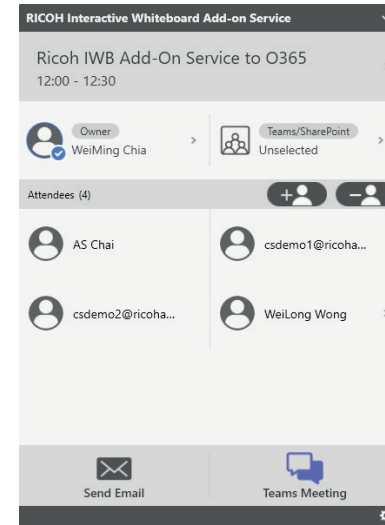 RICOH Interactive Whiteboard Add-on Service
Ricoh IWB Add-On Service to O365
12:00 - 12:30
Owner
WeiMing Chia
Teams/SharePoint
Unselected
Attendees (4)
AS Chai
csdemo1@ricoha...
csdemo2@ricoha...
WeiLong Wong
Send Email
Teams Meeting